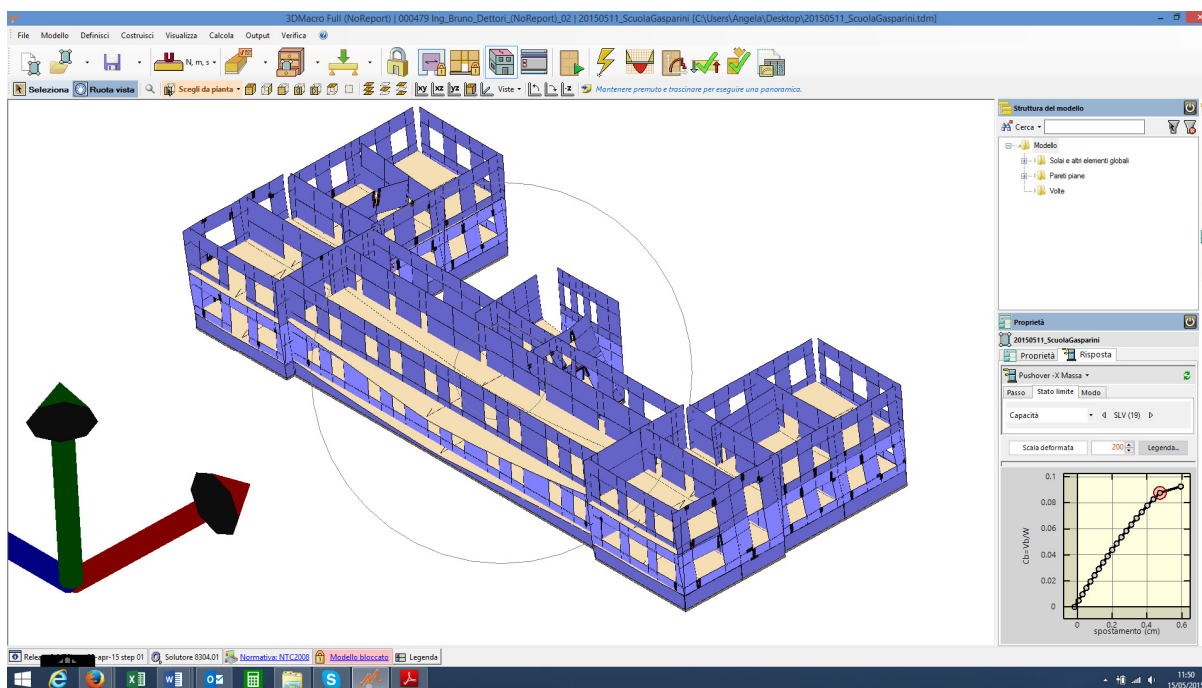 3DMacro Full (NoReport) | 000479 Ing_Bruno_Dettori_(NoReport)_02 | 20150511_ScuolaGasparini [C:\Users\Angela\Desktop\20150511_ScuolaGasparini.tdm]
File Modello Definisci Costruisci Visualizza Calcola Output Verifica
N, m, s
Seleziona Ruota vista Scegli da pianta xy xz yz Viste -z Mantenere premuto e trascinare per eseguire una panoramica.
Struttura del modello
Cerca
Modello
Solai e altri elementi globali
Pareti piane
Volte
Proprietà
20150511_ScuolaGasparini
Proprietà Risposta
Pushover -X Massa
Passo Stato limite Modo
Capacità SLV (19)
Scala deformata 200 Legenda...
Cb=Vb/W
0.1
0.08
0.06
0.04
0.02
0
0 0.2 0.4 0.6
spostamento (cm)
apr-15 step 01 Solutore 8304.01 Normativa: NTC2008 Modello bloccato Legenda
11:50